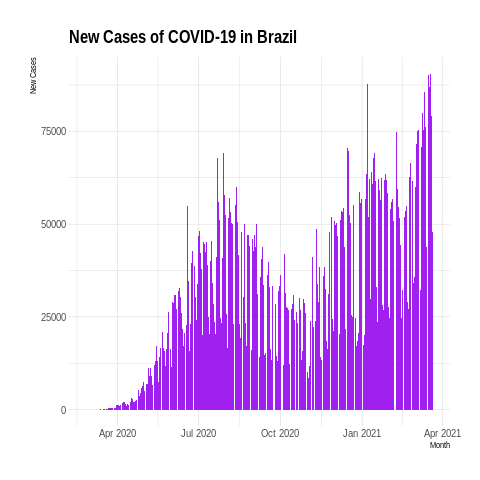 New Cases of COVID-19 in Brazil
New Cases
75000
50000
25000
0
Apr 2020 Jul 2020 Oct 2020 Jan 2021 Apr 2021
Month